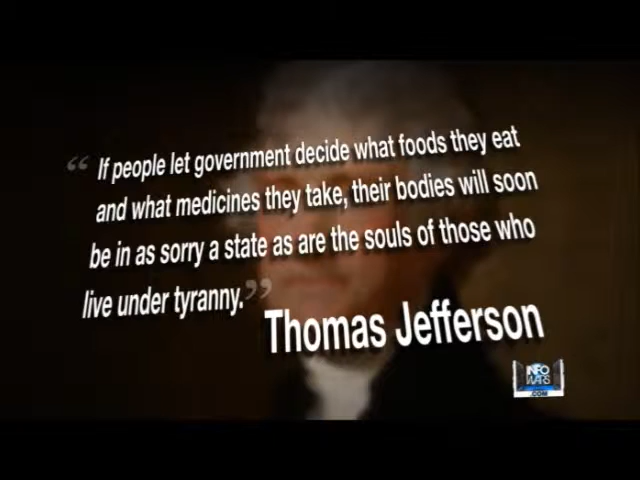 “ If people let government decide what foods they eat
and what medicines they take, their bodies will soon
be in as sorry a state as are the souls of those who
live under tyranny.”
Thomas Jefferson
INFO
WARS
.COM